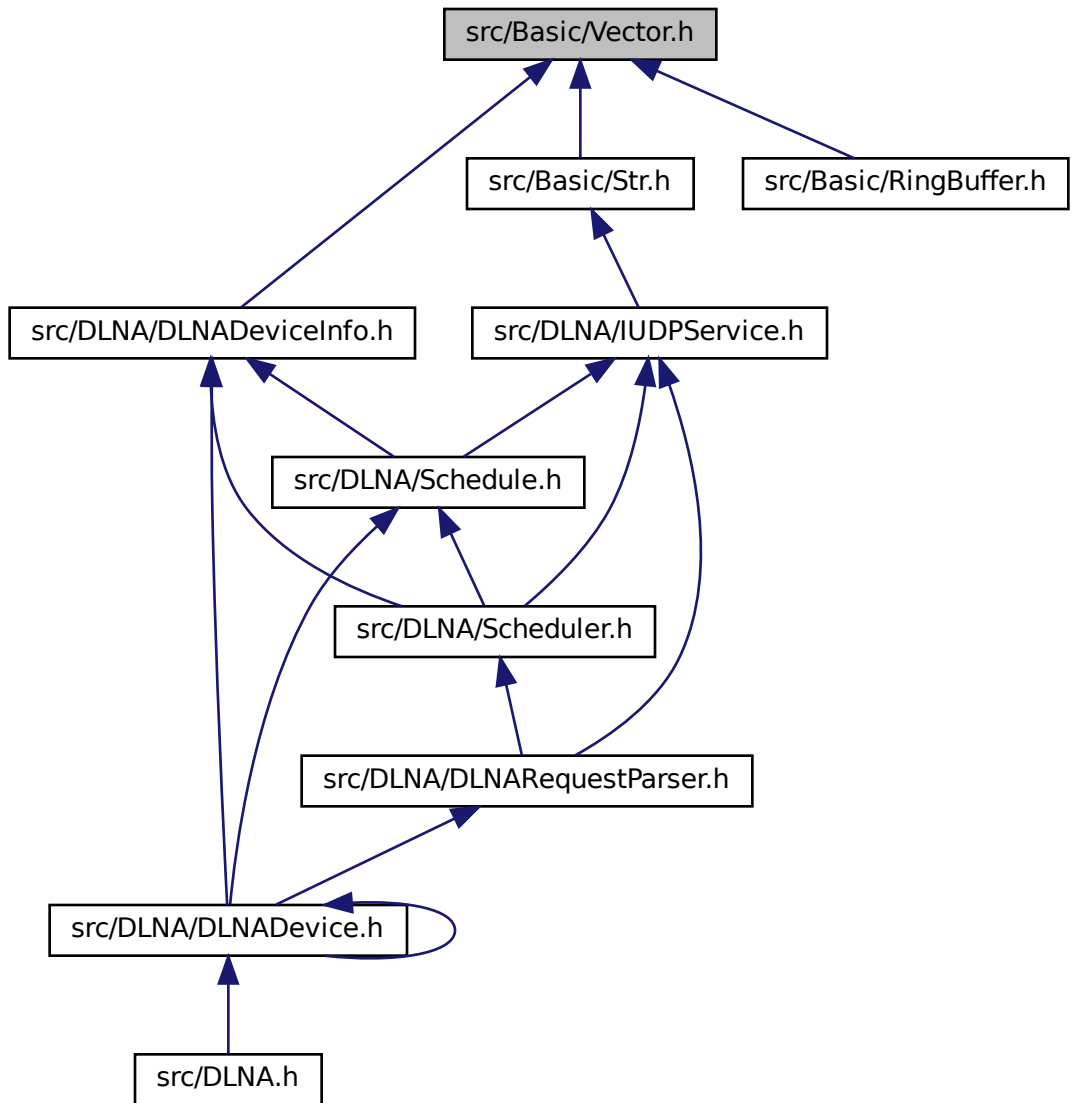 src/Basic/Vector.h
src/Basic/Str.h
src/Basic/RingBuffer.h
src/DLNA/DLNADeviceInfo.h
src/DLNA/IUDPService.h
src/DLNA/Schedule.h
src/DLNA/Scheduler.h
src/DLNA/DLNARequestParser.h
src/DLNA/DLNADevice.h
src/DLNA.h